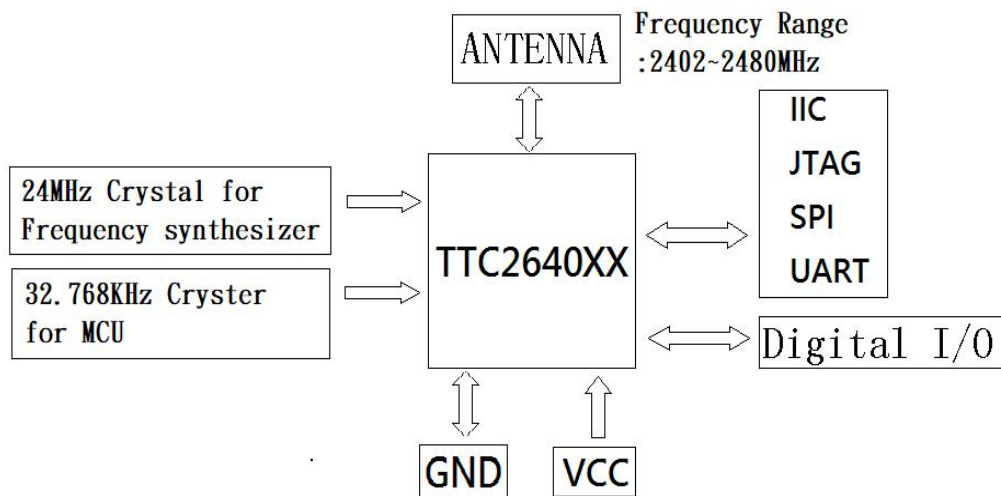 ANTENNA
Frequency Range
:2402~2480MHz
24MHz Crystal for
Frequency synthesizer
32.768KHz Cryster
for MCU
TTC2640XX
IIC
JTAG
SPI
UART
Digital I/O
GND
VCC